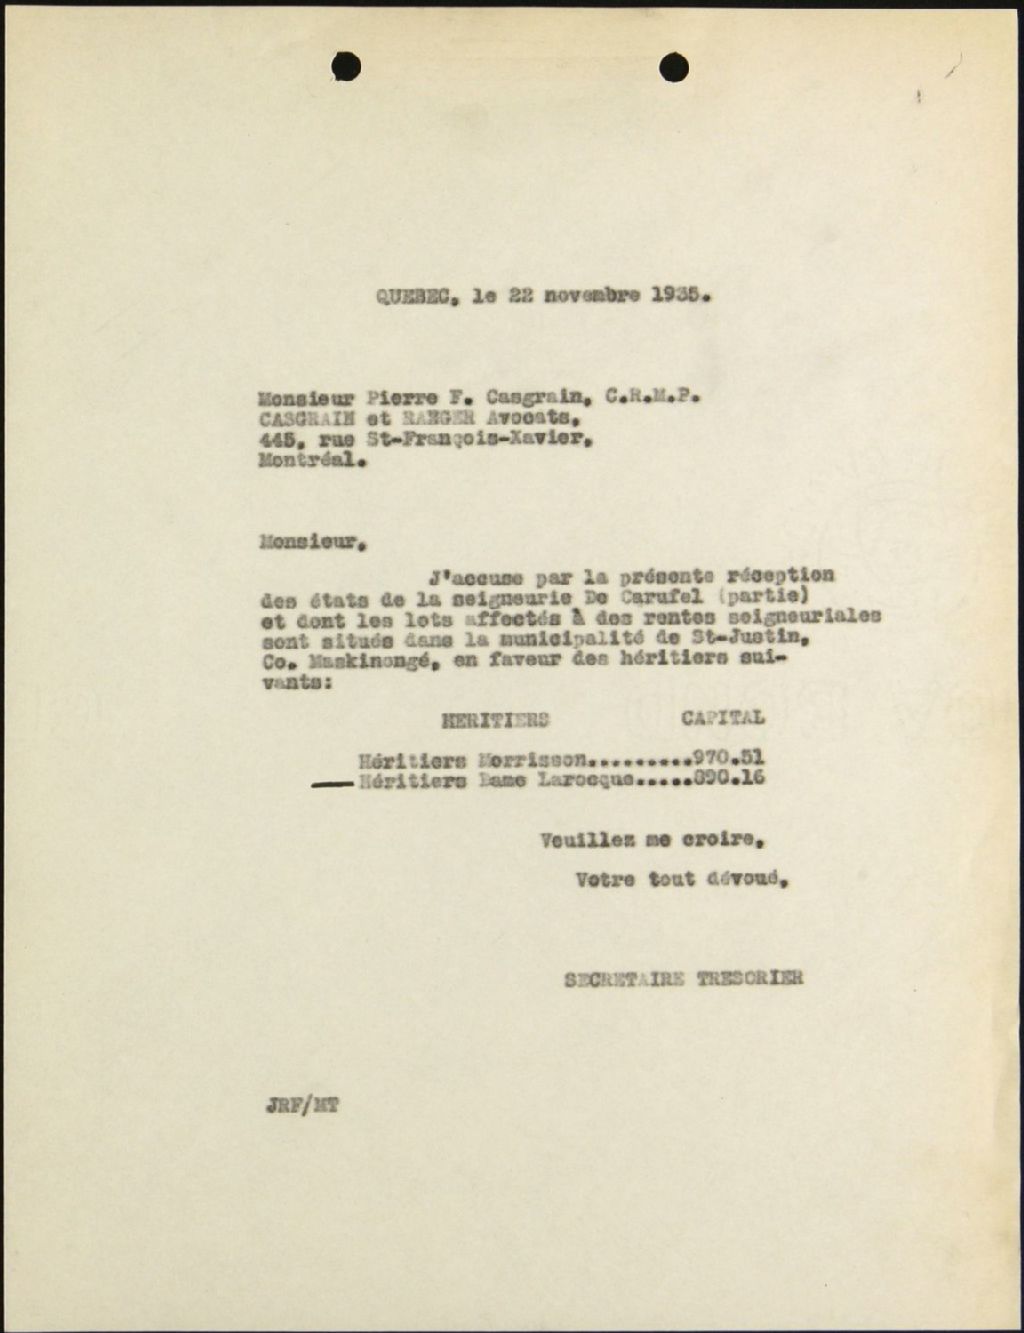 QUEBEC, le 22 novembre 1935.
Monsieur Pierre F. Casgrain, C.R.M.P.
CASGRAIN et Avocats,
445, rue St-François-Xavier,
Montréal.
Monsieur,
J'accuse par la présente réception
des états de la seigneurie De Carufel (partie)
et dont les lots affectés à des rentes seigneuriales
sont situés dans la municipalité de St-Justin,
Co. Maskinongé, en faveur des héritiers sui-
vants:
HERITIERS CAPITAL
Héritiers Morrisson..........970.51
Héritiers Dame Larocque.....890.16
Veuillez me croire,
Votre tout dévoué,
SECRETAIRE TRESORIER
JRF/MT